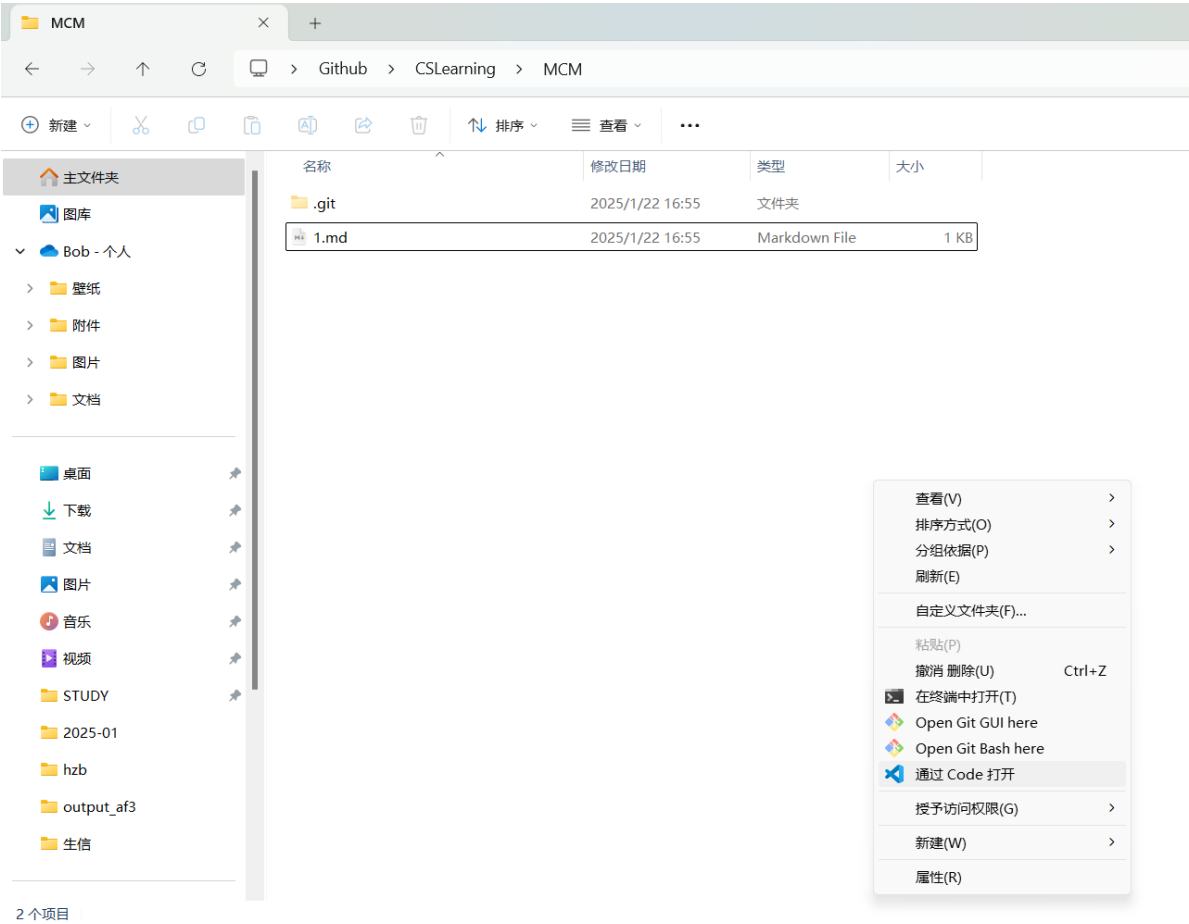 MCM
Github > CSLearning > MCM
新建 排序 查看 ...
名称 修改日期 类型 大小
.git 2025/1/22 16:55 文件夹
1.md 2025/1/22 16:55 Markdown File 1 KB
主文件夹
图库
Bob - 个人
壁纸
附件
图片
文档
桌面
下载
文档
图片
音乐
视频
STUDY
2025-01
hzb
output_af3
生信
2 个项目
查看(V)
排序方式(O)
分组依据(P)
刷新(E)
自定义文件夹(F)...
粘贴(P)
撤消 删除(U) Ctrl+Z
在终端中打开(T)
Open Git GUI here
Open Git Bash here
通过 Code 打开
授予访问权限(G)
新建(W)
属性(R)